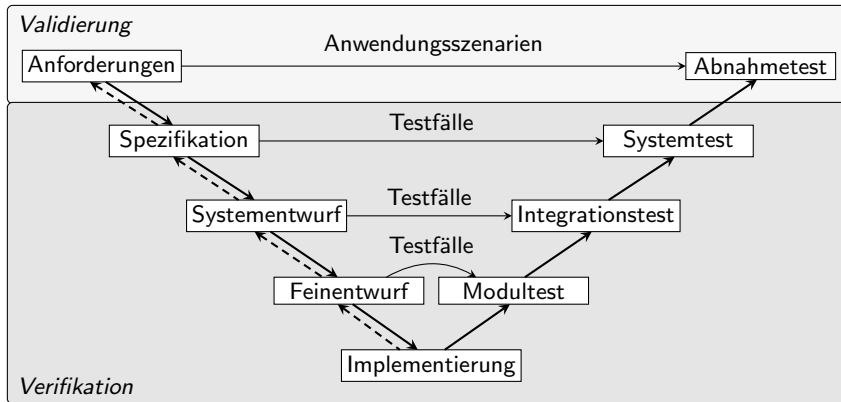 Validierung
Anwendungsszenarien
Anforderungen
Abnahmetest
Testfälle
Spezifikation
Systemtest
Testfälle
Systementwurf
Integrationstest
Testfälle
Feinentwurf
Modultest
Implementierung
Verifikation